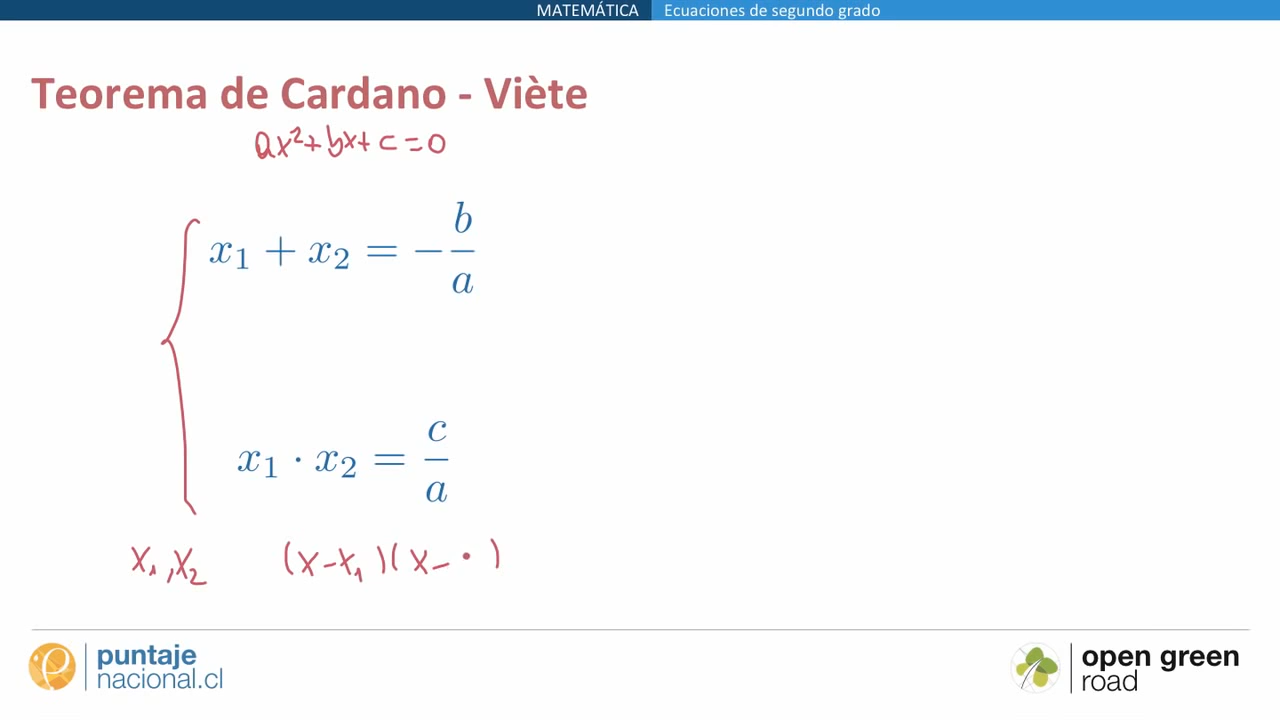 MATEMÁTICA Ecuaciones de segundo grado
Teorema de Cardano - Viète
ax²+bx+c=0
x₁ + x₂ = -b/a
x₁ · x₂ = c/a
x₁,x₂ (x-x₁)(x-·)
puntaje
nacional.cl
open green
road